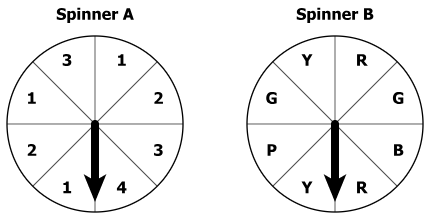 Spinner A Spinner B
3 1 Y R
1 2 G G
2 3 P B
1 4 Y R